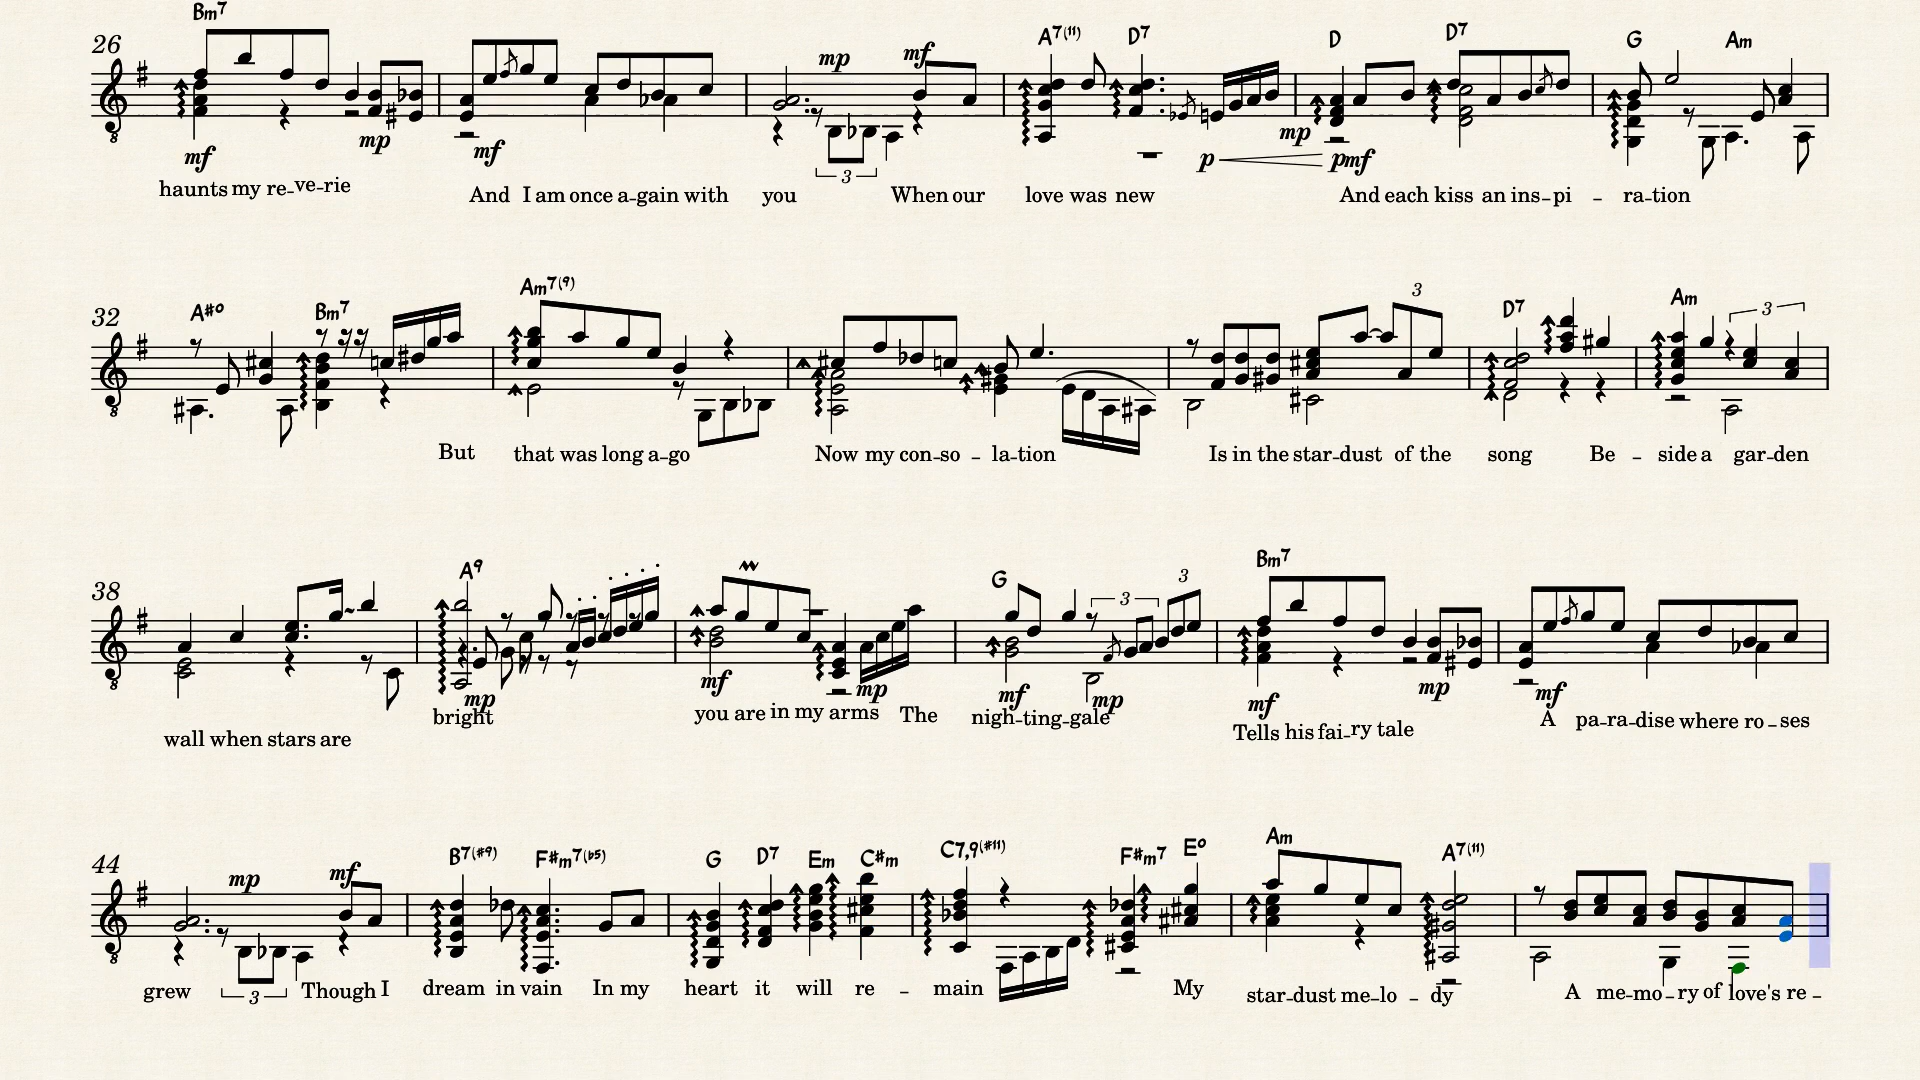 Bm7
26 mp mf A7(11) D7 D D7 G Am
mf mp mf 3 p mp pmf
haunts my re-ve-rie And I am once a-gain with you When our love was new And each kiss an ins-pi - ra-tion
Am7(9)
32 A#o Bm7 3 D7 Am 3
But that was long a-go Now my con-so - la-tion Is in the star-dust of the song Be - side a gar-den
Bm7
38 A9 G 3 3
mp mf mp mf mp mf mp mf
wall when stars are bright you are in my arms The nigh-ting-gale Tells his fai-ry tale A pa-ra-dise where ro-ses
44 mp mf B7(#9) F#m7(b5) G D7 Em C#m C7,9(#11) F#m7 Eo Am A7(11)
3
grew Though I dream in vain In my heart it will re - main My star-dust me-lo - dy A me-mo-ry of love's re -